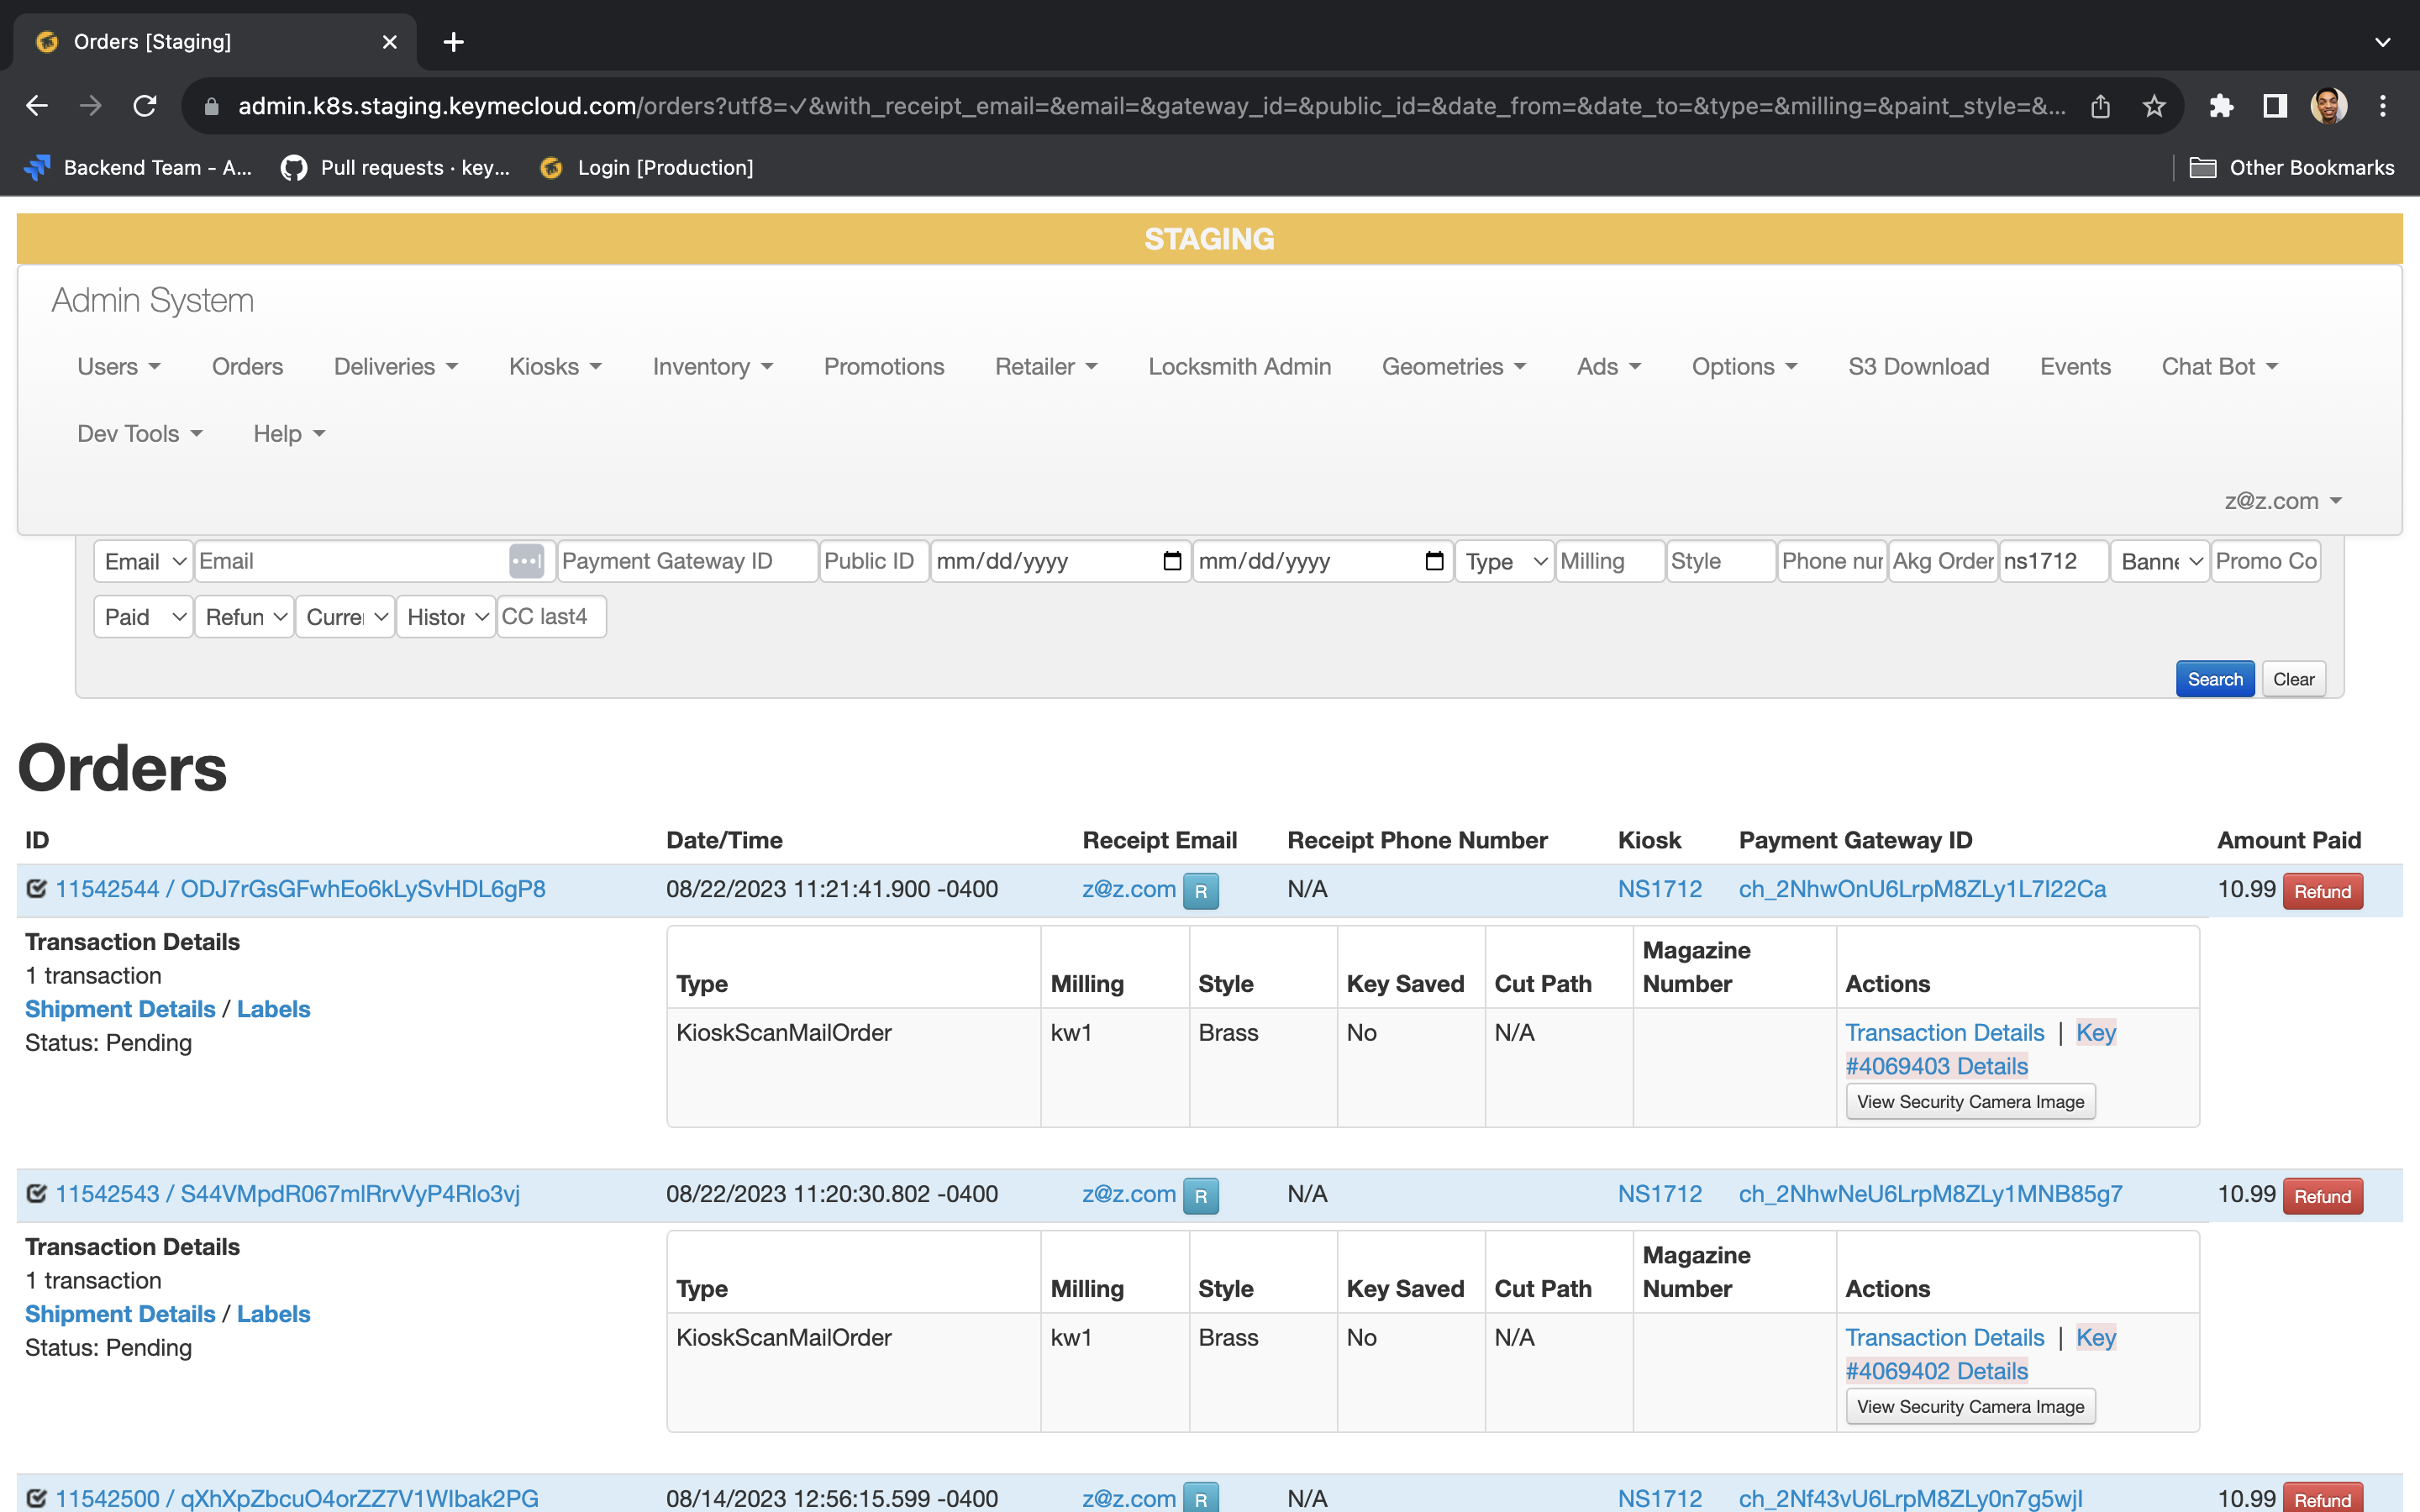 Orders [Staging]
admin.k8s.staging.keymecloud.com/orders?utf8=✓&with_receipt_email=&email=&gateway_id=&public_id=&date_from=&date_to=&type=&milling=&paint_style=&...
Backend Team - A... Pull requests · key... Login [Production] Other Bookmarks
STAGING
Admin System
Users Orders Deliveries Kiosks Inventory Promotions Retailer Locksmith Admin Geometries Ads Options S3 Download Events Chat Bot
Dev Tools Help
z@z.com
Email Email Payment Gateway ID Public ID mm/dd/yyyy mm/dd/yyyy Type Milling Style Phone nur Akg Order ns1712 Banne Promo Co
Paid Refun Curre Histor CC last4
Search Clear
Orders
ID Date/Time Receipt Email Receipt Phone Number Kiosk Payment Gateway ID Amount Paid
11542544 / ODJ7rGsGFwhEo6kLySvHDL6gP8 08/22/2023 11:21:41.900 -0400 z@z.com R N/A NS1712 ch_2NhwOnU6LrpM8ZLy1L7I22Ca 10.99 Refund
Transaction Details
1 transaction
Shipment Details / Labels
Status: Pending
Type Milling Style Key Saved Cut Path Magazine Number Actions
KioskScanMailOrder kw1 Brass No N/A Transaction Details | Key
#4069403 Details
View Security Camera Image
11542543 / S44VMpdR067mlRrvVyP4Rlo3vj 08/22/2023 11:20:30.802 -0400 z@z.com R N/A NS1712 ch_2NhwNeU6LrpM8ZLy1MNB85g7 10.99 Refund
Transaction Details
1 transaction
Shipment Details / Labels
Status: Pending
Type Milling Style Key Saved Cut Path Magazine Number Actions
KioskScanMailOrder kw1 Brass No N/A Transaction Details | Key
#4069402 Details
View Security Camera Image
11542500 / qXhXpZbcuO4orZZ7V1WIbak2PG 08/14/2023 12:56:15.599 -0400 z@z.com R N/A NS1712 ch_2Nf43vU6LrpM8ZLy0n7g5wjI 10.99 Refund